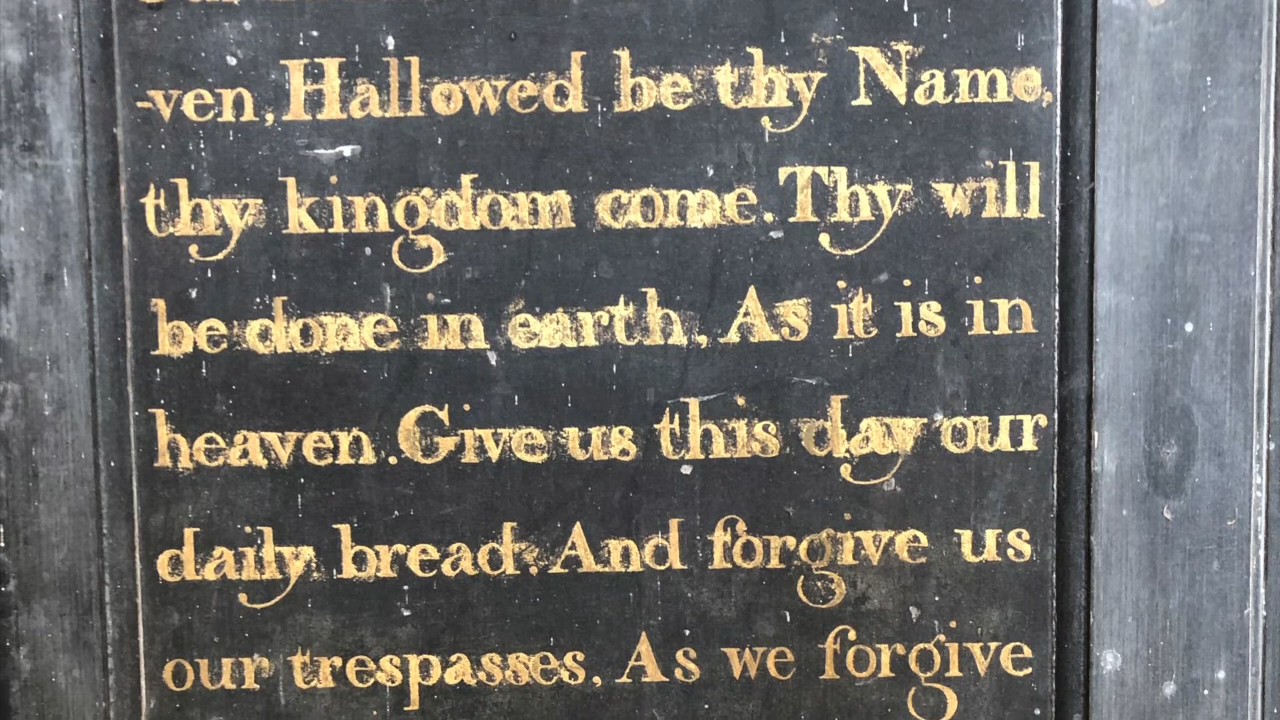 -ven, Hallowed be thy Name,
thy kingdom come. Thy will
be done in earth, As it is in
heaven. Give us this day our
daily bread: And forgive us
our trespasses, As we forgive